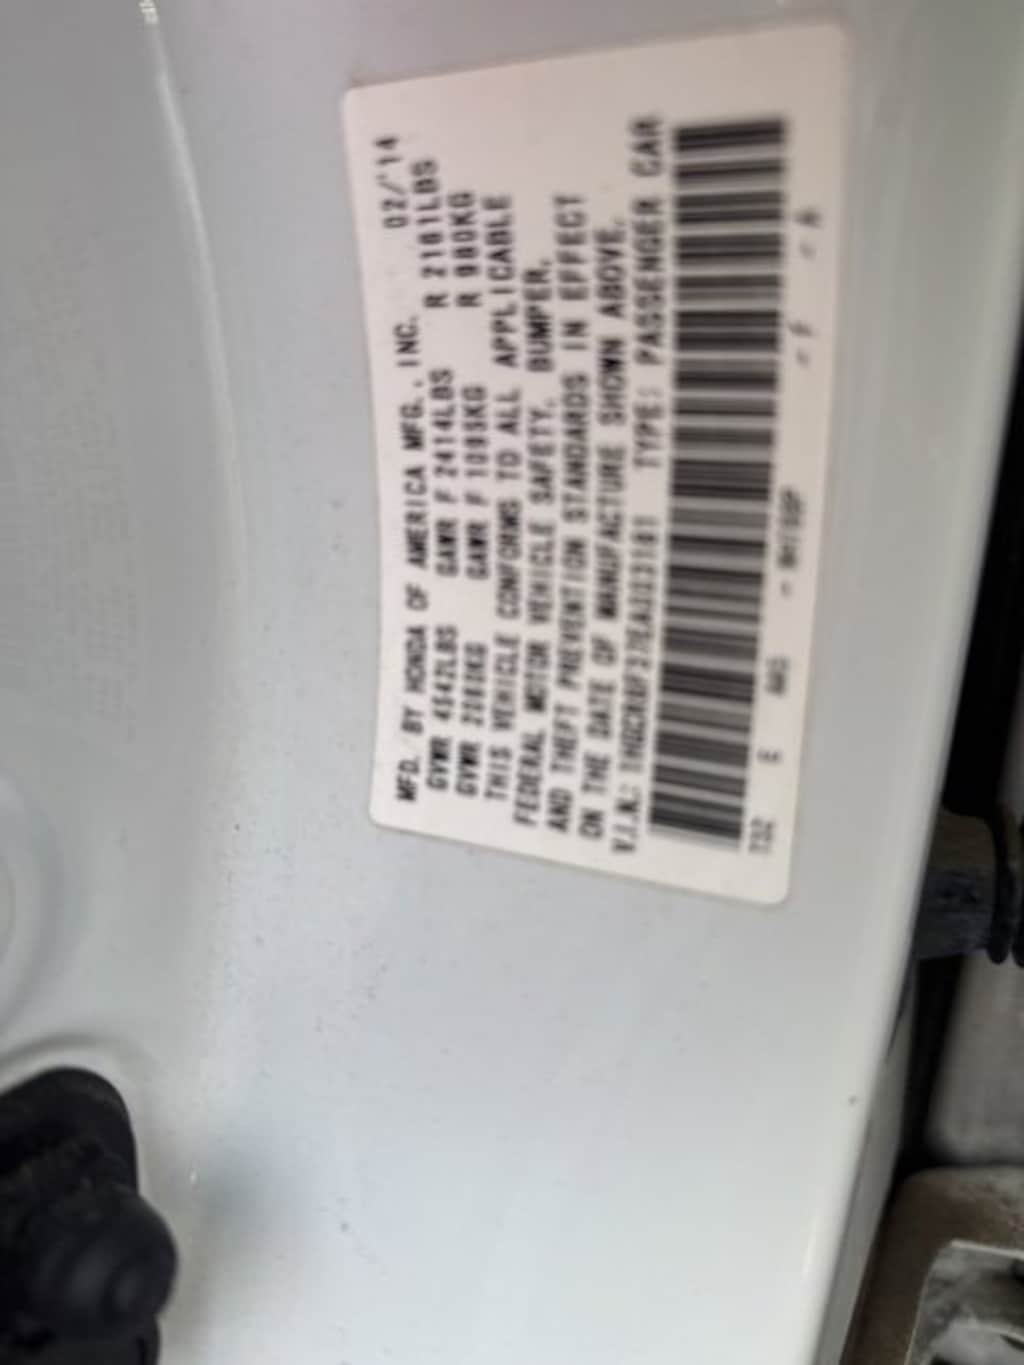 MFD. BY HONDA OF AMERICA MFG., INC. 02/'14
GVWR 4542LBS GAWR F 2414LBS R 2161LBS
GVWR 2060KG GAWR F 1095KG R 980KG
THIS VEHICLE CONFORMS TO ALL APPLICABLE
FEDERAL MOTOR VEHICLE SAFETY, BUMPER,
AND THEFT PREVENTION STANDARDS IN EFFECT
ON THE DATE OF MANUFACTURE SHOWN ABOVE.
V.I.N.: TYPE: PASSENGER CAR
T32 E